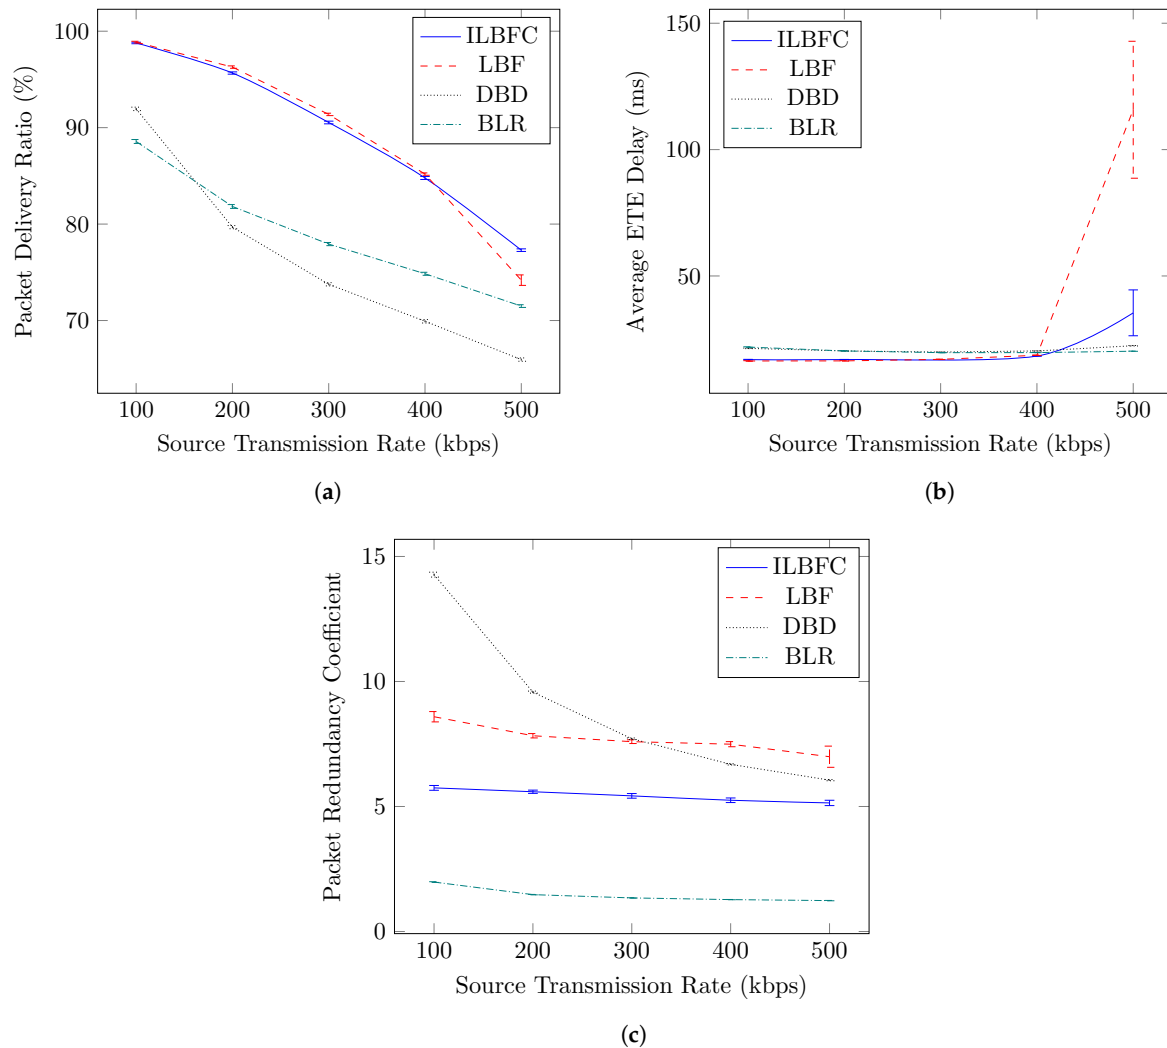 100
90
80
70
Packet Delivery Ratio (%)
ILBFC
LBF
DBD
BLR
100 200 300 400 500
Source Transmission Rate (kbps)
(a)
150
100
50
Average ETE Delay (ms)
ILBFC
LBF
DBD
BLR
100 200 300 400 500
Source Transmission Rate (kbps)
(b)
15
10
5
0
Packet Redundancy Coefficient
ILBFC
LBF
DBD
BLR
100 200 300 400 500
Source Transmission Rate (kbps)
(c)